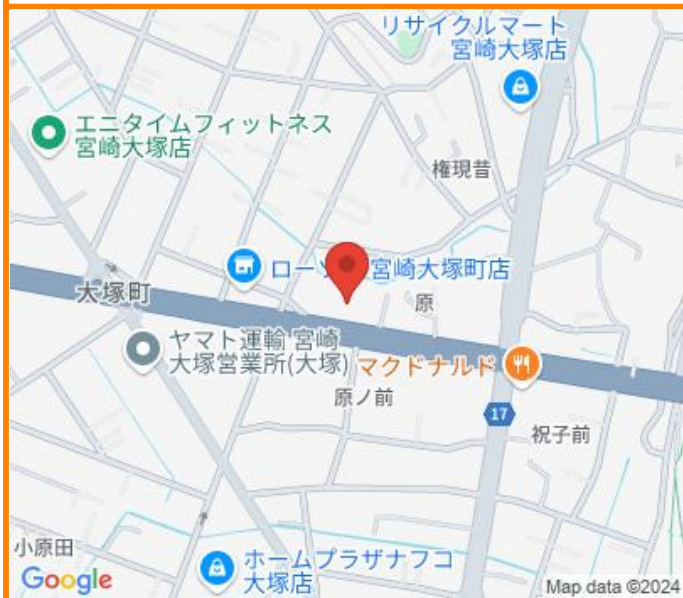 リサイクルマート
宮崎大塚店
エニタイムフィットネス
宮崎大塚店
権現昔
ロー 宮崎大塚町店
大塚町
原
ヤマト運輸 宮崎
大塚営業所(大塚)
マクドナルド
原ノ前
17
祝子前
小原田
ホームプラザナフコ
大塚店
Google
Map data ©2024